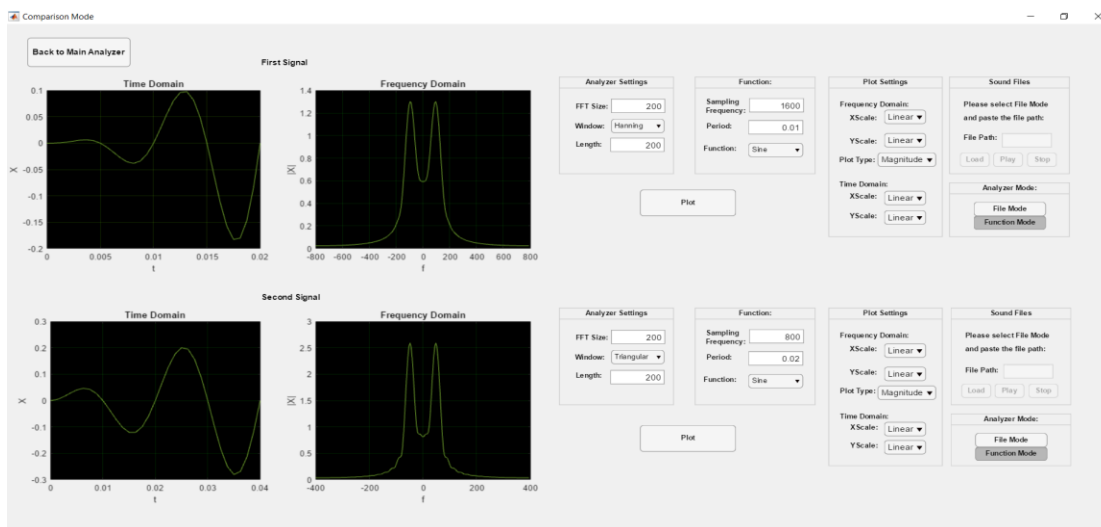 Comparison Mode
Back to Main Analyzer
First Signal
Time Domain
0.1
0.05
0
-0.05
-0.1
-0.15
-0.2
X
0 0.005 0.01 0.015 0.02
t
Frequency Domain
1.4
1.2
1
0.8
0.6
0.4
0.2
0
|X|
-800 -600 -400 -200 0 200 400 600 800
f
Analyzer Settings
FFT Size: 200
Window: Hanning
Length: 200
Function:
Sampling
Frequency: 1600
Period: 0.01
Function: Sine
Plot
Plot Settings
Frequency Domain:
XScale: Linear
YScale: Linear
Plot Type: Magnitude
Time Domain:
XScale: Linear
YScale: Linear
Sound Files
Please select File Mode
and paste the file path:
File Path:
Load Play Stop
Analyzer Mode:
File Mode
Function Mode
Second Signal
Time Domain
0.3
0.2
0.1
0
-0.1
-0.2
-0.3
X
0 0.01 0.02 0.03 0.04
t
Frequency Domain
3
2.5
2
1.5
1
0.5
0
|X|
-400 -200 0 200 400
f
Analyzer Settings
FFT Size: 200
Window: Triangular
Length: 200
Function:
Sampling
Frequency: 800
Period: 0.02
Function: Sine
Plot
Plot Settings
Frequency Domain:
XScale: Linear
YScale: Linear
Plot Type: Magnitude
Time Domain:
XScale: Linear
YScale: Linear
Sound Files
Please select File Mode
and paste the file path:
File Path:
Load Play Stop
Analyzer Mode:
File Mode
Function Mode